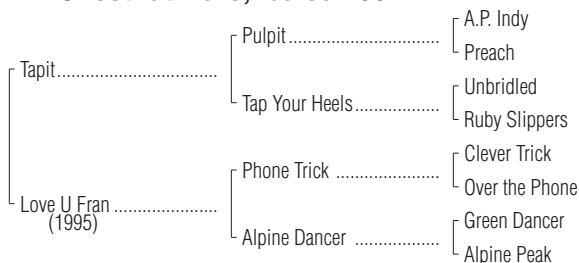 Tapit
Love U Fran
(1995)
Pulpit
Tap Your Heels
Phone Trick
Alpine Dancer
A.P. Indy
Preach
Unbridled
Ruby Slippers
Clever Trick
Over the Phone
Green Dancer
Alpine Peak